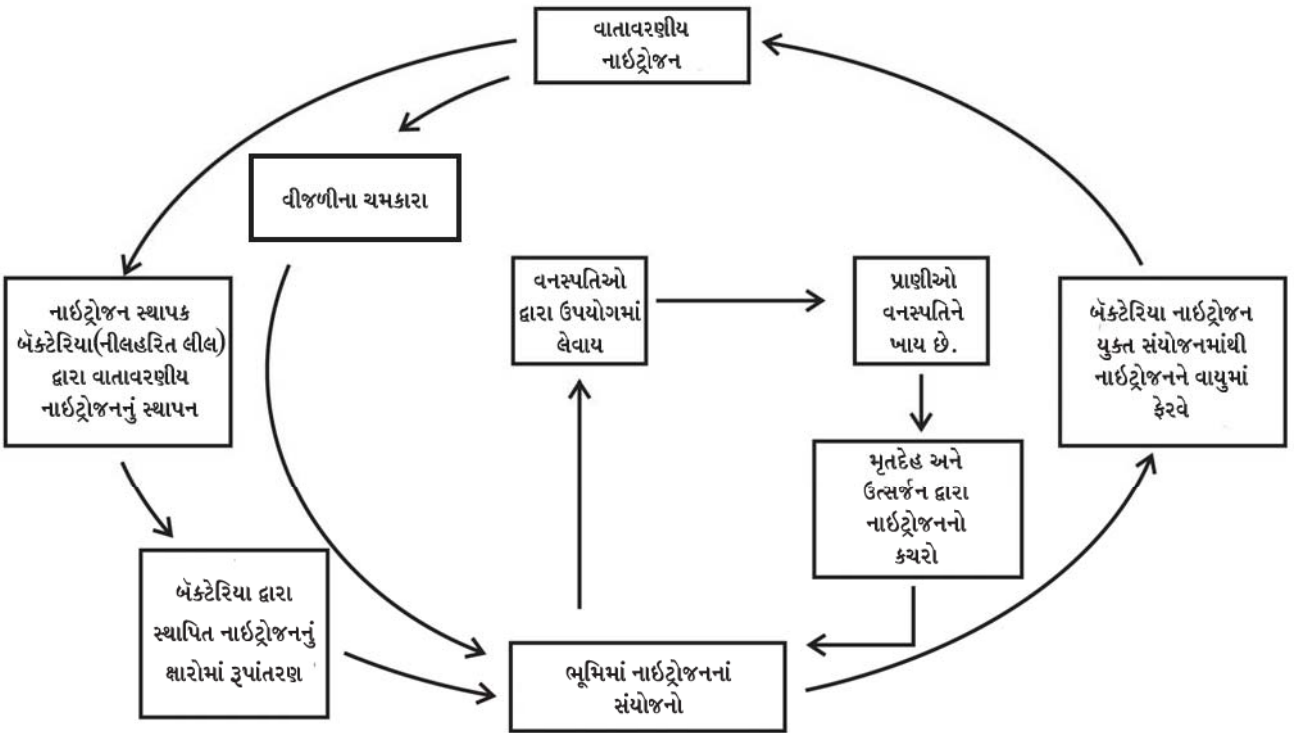 વાતાવરણીય
નાઇટ્રોજન
વીજળીના ચમકારા
નાઇટ્રોજન સ્થાપક
બૅક્ટેરિયા(નીલહરિત લીલ)
દ્વારા વાતાવરણીય
નાઇટ્રોજનનું સ્થાપન
વનસ્પતિઓ
દ્વારા ઉપયોગમાં
લેવાય
પ્રાણીઓ
વનસ્પતિને
ખાય છે.
બૅક્ટેરિયા નાઇટ્રોજન
યુક્ત સંયોજનમાંથી
નાઇટ્રોજનને વાયુમાં
ફેરવે
મૃતદેહ અને
ઉત્સર્જન દ્વારા
નાઇટ્રોજનનો
કચરો
બૅક્ટેરિયા દ્વારા
સ્થાપિત નાઇટ્રોજનનું
ક્ષારોમાં રૂપાંતરણ
ભૂમિમાં નાઇટ્રોજનનાં
સંયોજનો